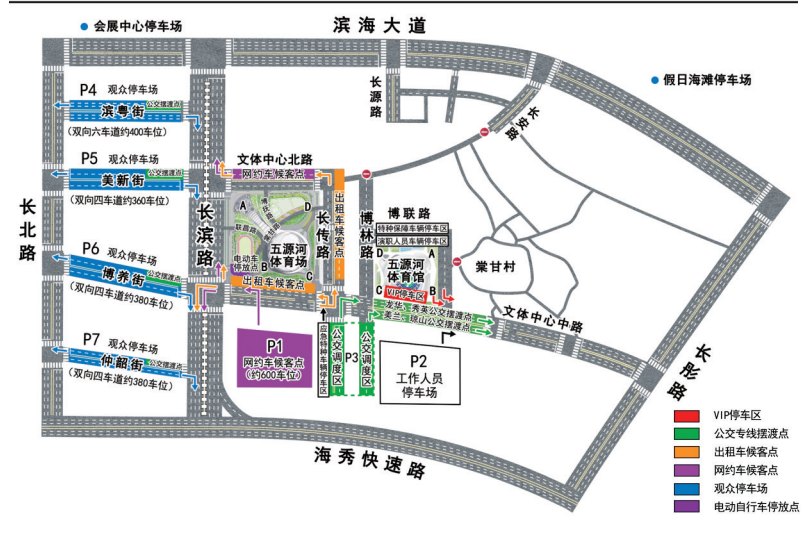 会展中心停车场
滨海大道
假日海滩停车场
P4 观众停车场
滨粤街
公交摆渡点
(双向六车道约400车位)
长源路
长安路
P5 观众停车场
美新街
公交摆渡点
(双向四车道约360车位)
文体中心北路
网约车候客点
出租车候客点
长北路
长滨路
长传路
博林路
博联路
特种保障车辆停车区
演职人员车辆停车区
A
D
B
C
五源河
体育场
电动车
停放点
出租车候客点
D
A
C
B
五源河
体育馆
VIP停车区
棠甘村
P6 观众停车场
博养街
公交摆渡点
(双向四车道约380车位)
龙华、秀英公交摆渡点
美兰、琼山公交摆渡点
文体中心中路
P7 观众停车场
仲韶街
公交摆渡点
(双向四车道约380车位)
P1
网约车候客点
(约600车位)
应急特种车辆停车区
公交调度区
P3
公交调度区
P2
工作人员
停车场
长彤路
海秀快速路
VIP停车区
公交专线摆渡点
出租车候客点
网约车候客点
观众停车场
电动自行车停放点